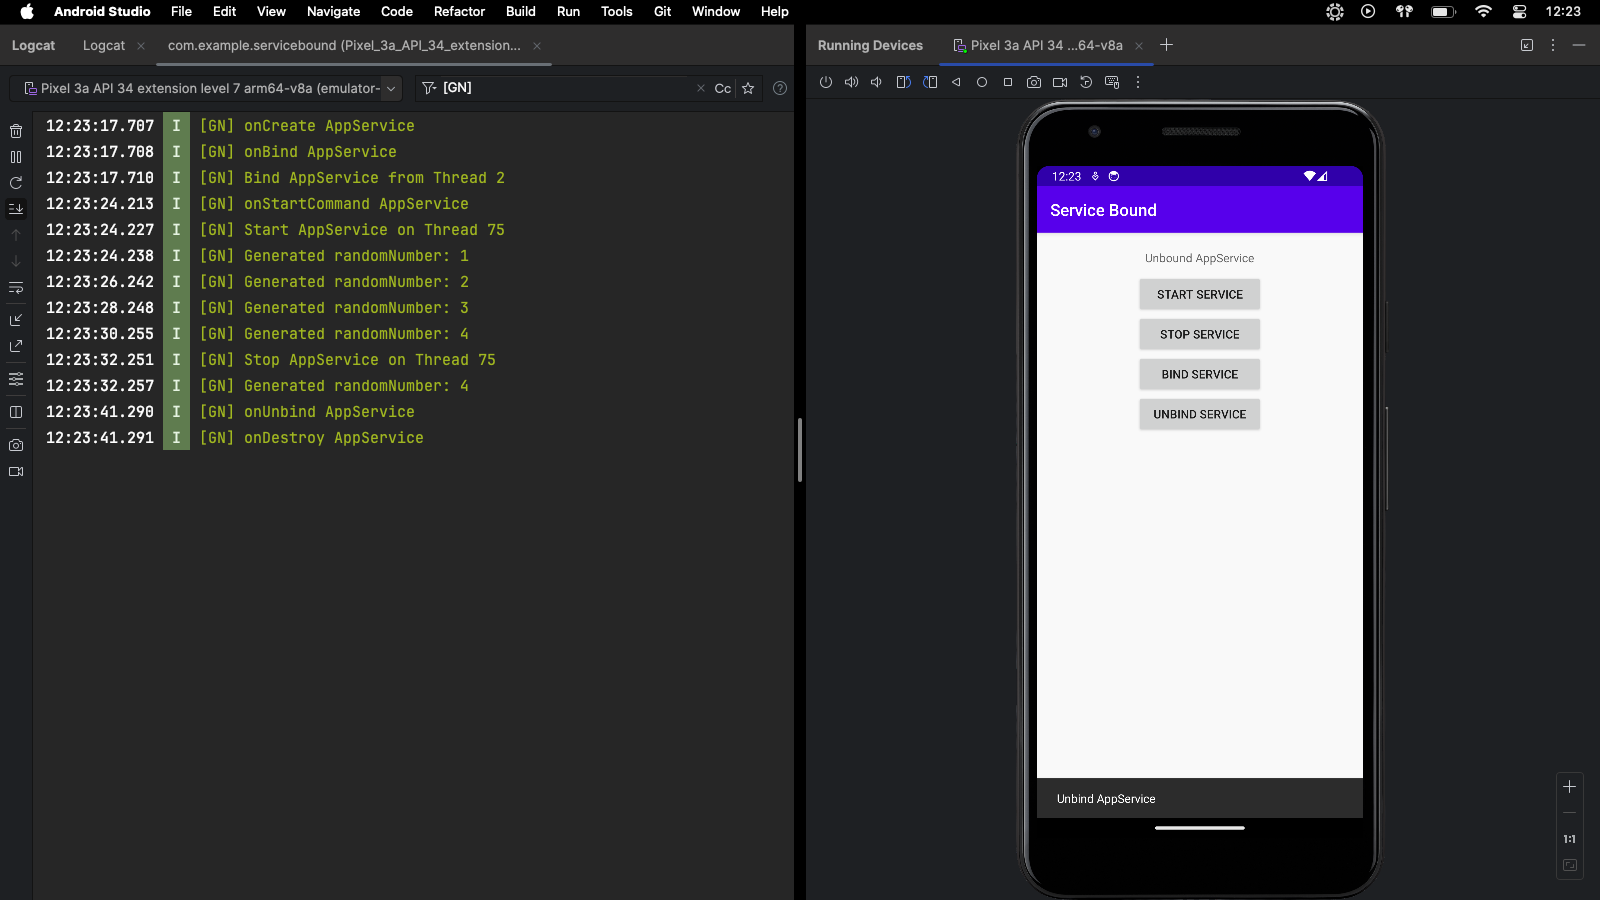 Android Studio File Edit View Navigate Code Refactor Build Run Tools Git Window Help 12:23
Logcat Logcat com.example.servicebound (Pixel_3a_API_34_extension...
Pixel 3a API 34 extension level 7 arm64-v8a (emulator- [GN] Cc
12:23:17.707 I [GN] onCreate AppService
12:23:17.708 I [GN] onBind AppService
12:23:17.710 I [GN] Bind AppService from Thread 2
12:23:24.213 I [GN] onStartCommand AppService
12:23:24.227 I [GN] Start AppService on Thread 75
12:23:24.238 I [GN] Generated randomNumber: 1
12:23:26.242 I [GN] Generated randomNumber: 2
12:23:28.248 I [GN] Generated randomNumber: 3
12:23:30.255 I [GN] Generated randomNumber: 4
12:23:32.251 I [GN] Stop AppService on Thread 75
12:23:32.257 I [GN] Generated randomNumber: 4
12:23:41.290 I [GN] onUnbind AppService
12:23:41.291 I [GN] onDestroy AppService
Running Devices Pixel 3a API 34 ...64-v8a
12:23
Service Bound
Unbound AppService
START SERVICE
STOP SERVICE
BIND SERVICE
UNBIND SERVICE
Unbind AppService
1:1